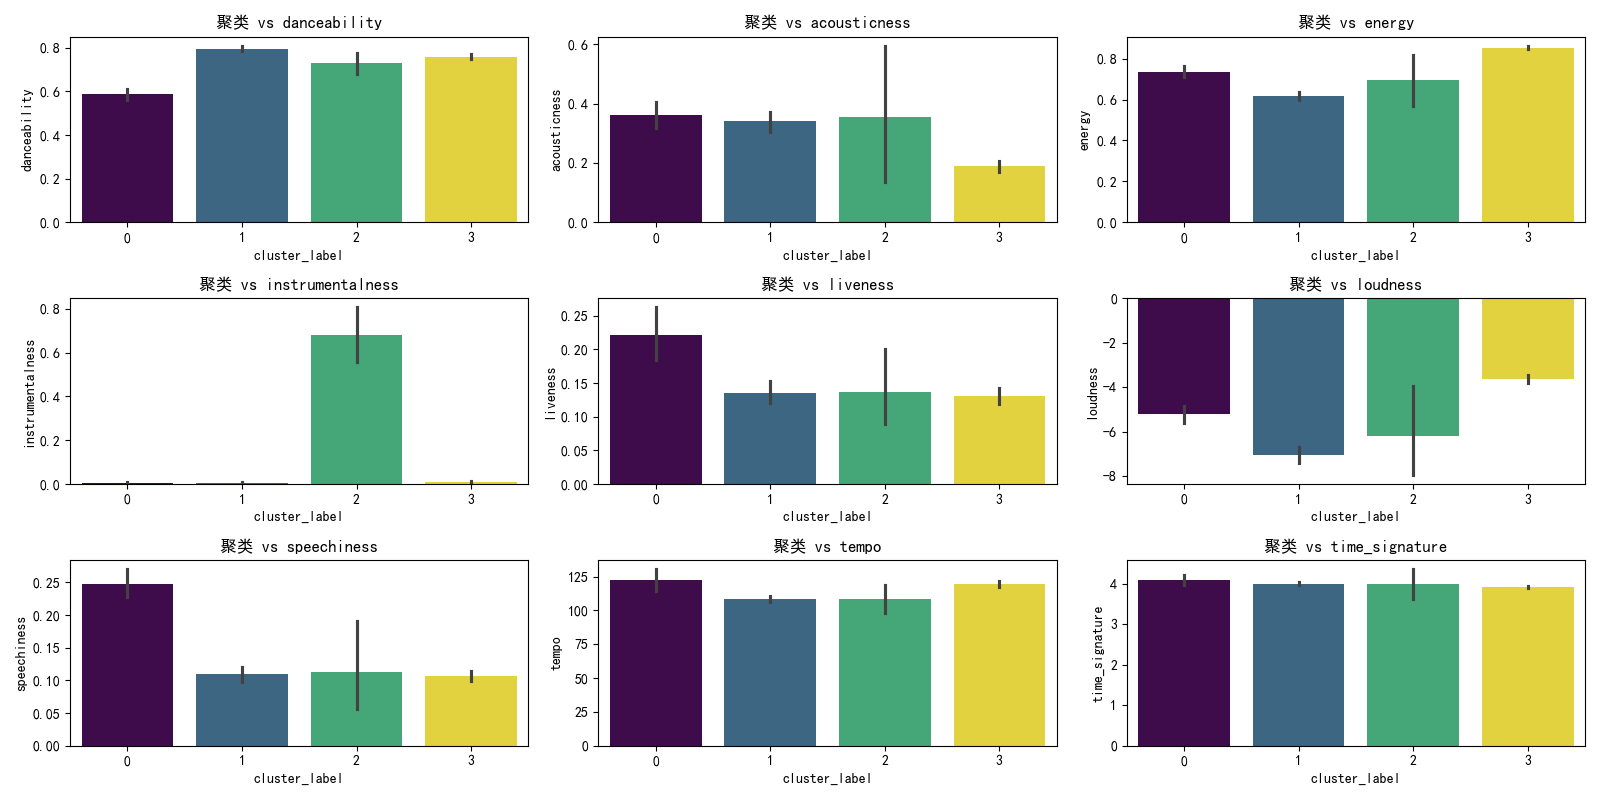 聚类 vs danceability
danceability
0.8
0.6
0.4
0.2
0.0
0 1 2 3
cluster_label
聚类 vs acousticness
acousticness
0.6
0.4
0.2
0.0
0 1 2 3
cluster_label
聚类 vs energy
energy
0.8
0.6
0.4
0.2
0.0
0 1 2 3
cluster_label
聚类 vs instrumentalness
instrumentalness
0.8
0.6
0.4
0.2
0.0
0 1 2 3
cluster_label
聚类 vs liveness
liveness
0.25
0.20
0.15
0.10
0.05
0.00
0 1 2 3
cluster_label
聚类 vs loudness
loudness
0
−2
−4
−6
−8
0 1 2 3
cluster_label
聚类 vs speechiness
speechiness
0.25
0.20
0.15
0.10
0.05
0.00
0 1 2 3
cluster_label
聚类 vs tempo
tempo
125
100
75
50
25
0
0 1 2 3
cluster_label
聚类 vs time_signature
time_signature
4
3
2
1
0
0 1 2 3
cluster_label